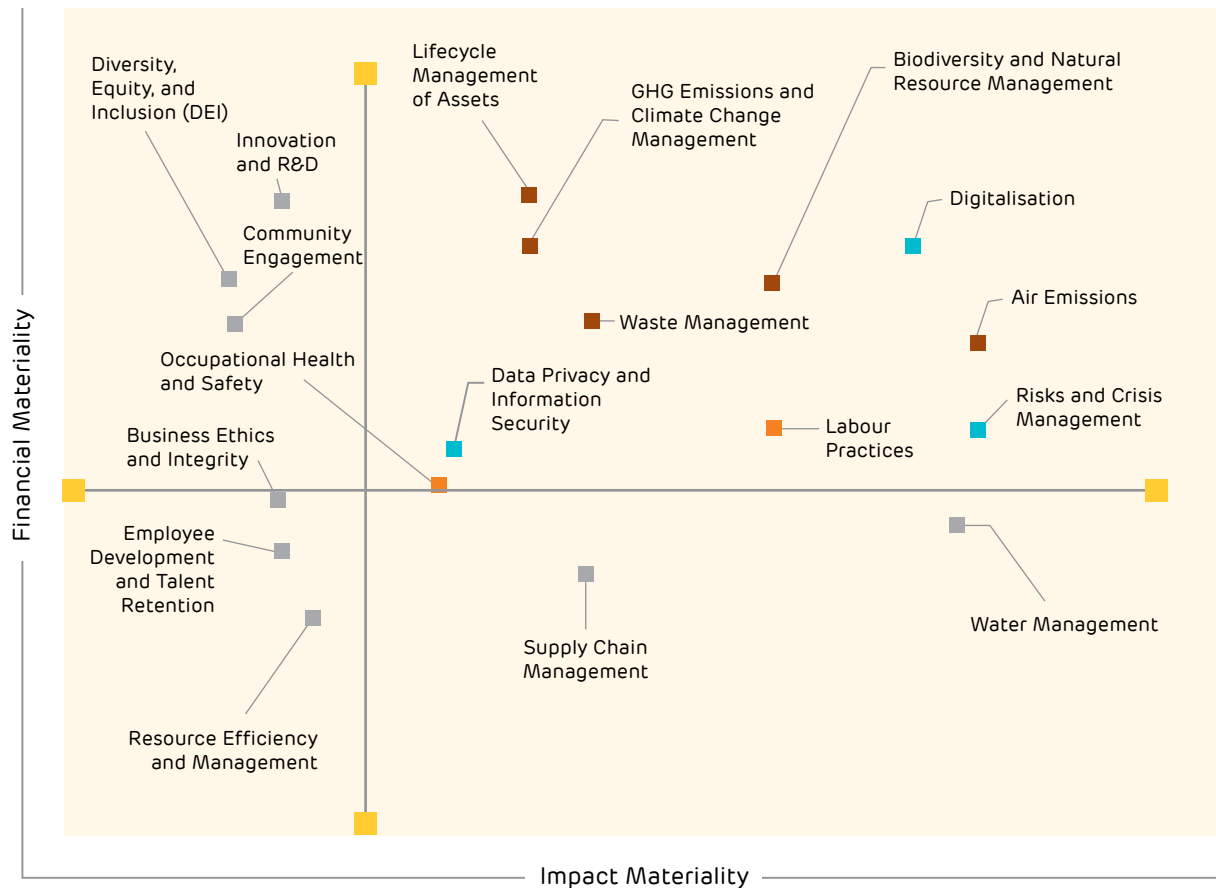 Diversity,
Equity, and
Inclusion (DEI)
Innovation
and R&D
Community
Engagement
Lifecycle
Management
of Assets
GHG Emissions and
Climate Change
Management
Biodiversity and Natural
Resource Management
Digitalisation
Air Emissions
Waste Management
Occupational Health
and Safety
Data Privacy and
Information
Security
Risks and Crisis
Management
Labour
Practices
Business Ethics
and Integrity
Employee
Development
and Talent
Retention
Supply Chain
Management
Water Management
Resource Efficiency
and Management
Financial Materiality
Impact Materiality